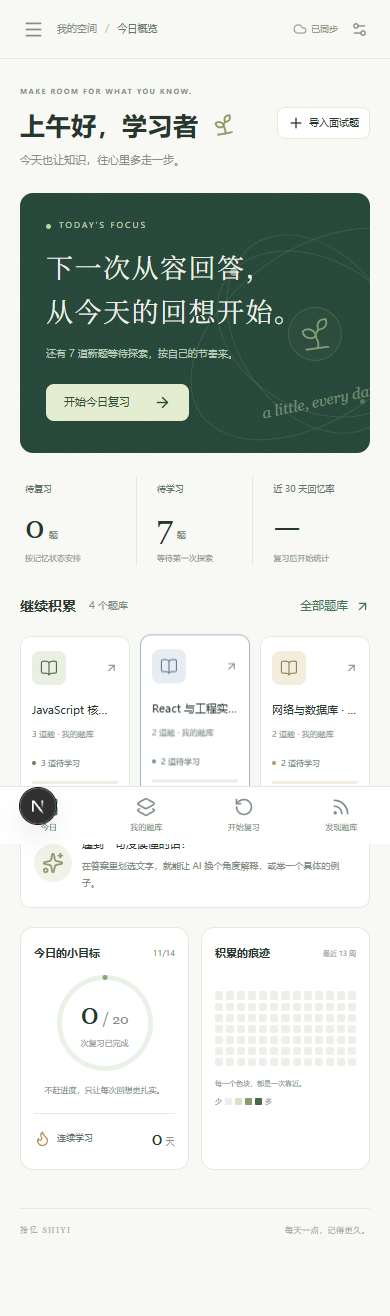 我的空间 / 今日概览
已同步
MAKE ROOM FOR WHAT YOU KNOW.
上午好，学习者
导入面试题
今天也让知识，往心里多走一步。
TODAY'S FOCUS
下一次从容回答，
从今天的回想开始。
还有 7 道新题等待探索，按自己的节奏来。
开始今日复习
a little, every da
待复习
0 题
按记忆状态安排
待学习
7 题
等待第一次探索
近 30 天回忆率
—
复习后开始统计
继续积累 4 个题库
全部题库
JavaScript 核...
3 道题 · 我的题库
3 道待学习
React 与工程实...
2 道题 · 我的题库
2 道待学习
网络与数据库 · ...
2 道题 · 我的题库
2 道待学习
N
今日
我的题库
开始复习
发现题库
在答案里划选文字，就能让 AI 换个角度解释，或举一个具体的例
子。
今日的小目标
11/14
0 / 20
次复习已完成
不赶进度，只让每次回想更扎实。
连续学习
0 天
积累的痕迹
最近 13 周
每一个色块，都是一次靠近。
少 多
拾忆 SHIYI
每天一点，记得更久。